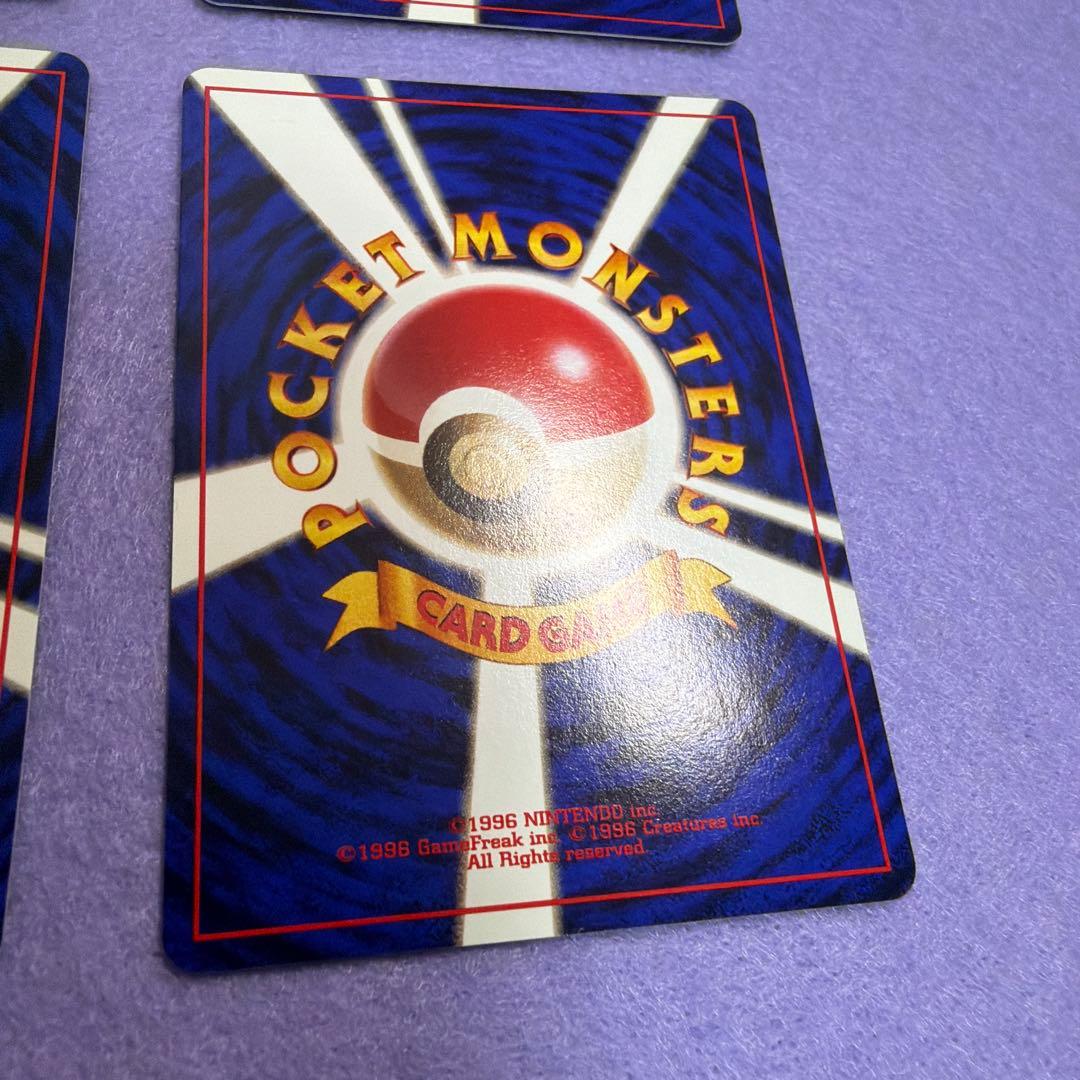 POCKET MONSTERS
CARD GAME
©1996 NINTENDO inc.
©1996 GameFreak inc. ©1996 Creatures inc.
All Rights reserved.